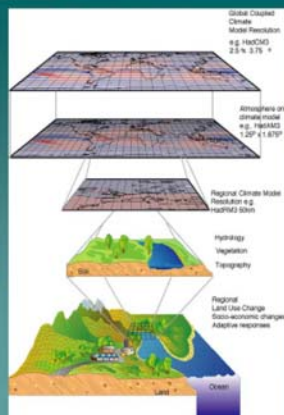 Global Coupled
Climate
Model Resolution
e.g. HadCM3
2.5 x 3.75 °
Atmosphere on
climate model
e.g., HadAM3
1.25° x 1.875°
Regional Climate Model
Resolution e.g.
HadRM3 50km
Hydrology
Vegetation
Topography
Soil
Regional
Land Use Change
Socio-economic changes
Adaptive responses
Land
Ocean